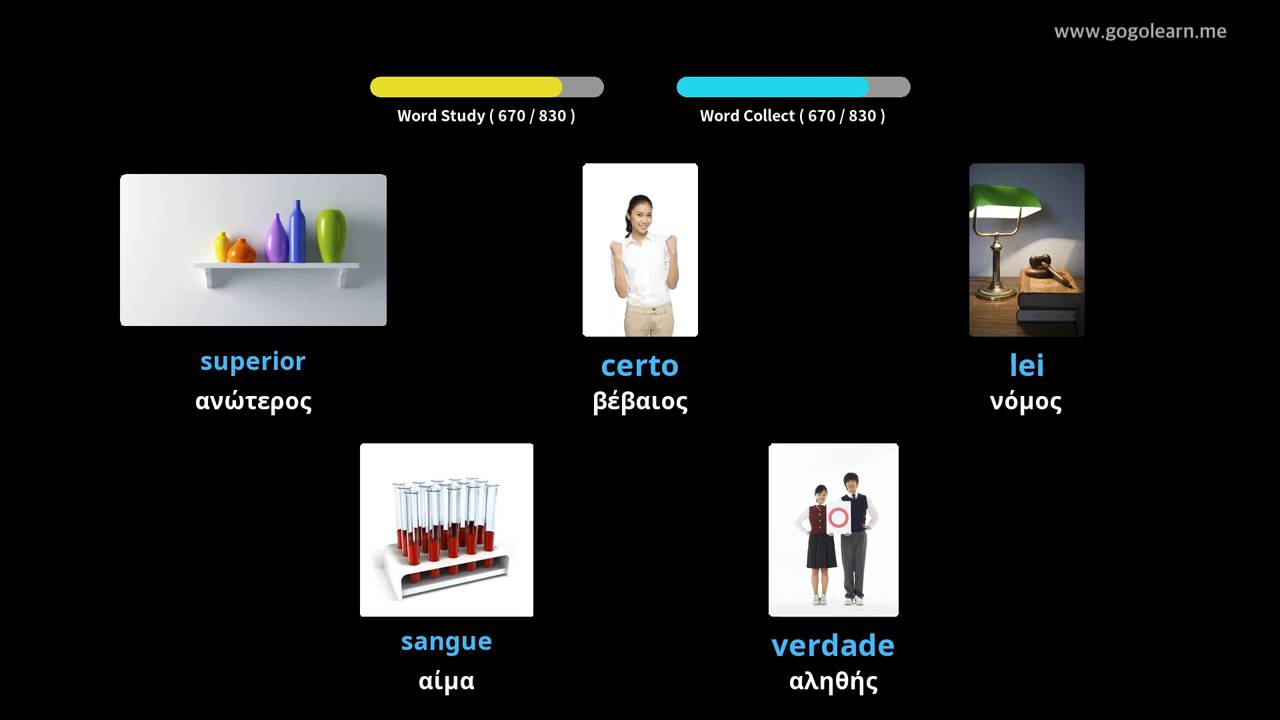 www.gogolearn.me
Word Study ( 670 / 830 )
Word Collect ( 670 / 830 )
superior
ανώτερος
certo
βέβαιος
lei
νόμος
sangue
αίμα
verdade
αληθής